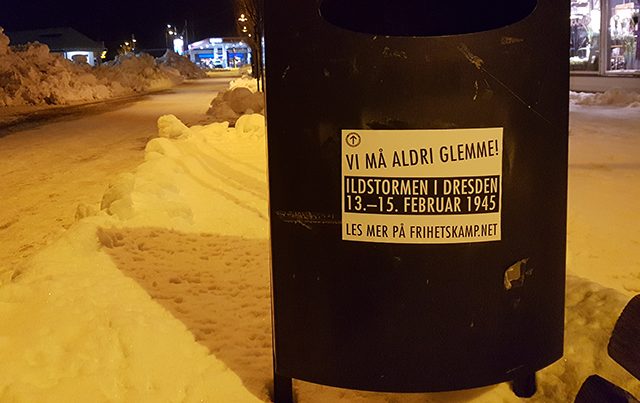 VI MÅ ALDRI GLEMME!
ILDSTORMEN I DRESDEN
13.–15. FEBRUAR 1945
LES MER PÅ FRIHETSKAMP.NET